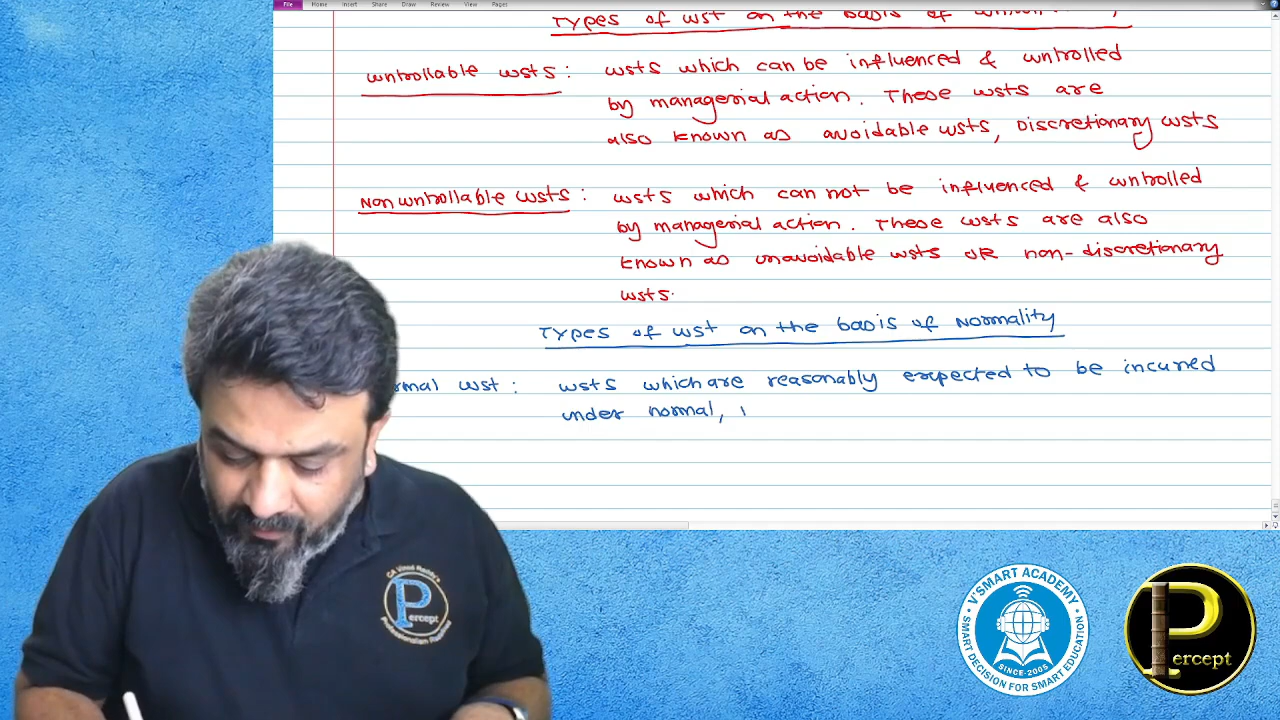 File Home Insert Share Draw Review View Pages
Types of cost on the basis of
controllable costs : costs which can be influenced & controlled
by managerial action. These costs are
also known as avoidable costs, Discretionary costs
Non controllable costs : costs which can not be influenced & controlled
by managerial action. These costs are also
known as unavoidable costs OR non-discretionary
costs.
Types of cost on the basis of Normality
rmal cost : costs which are reasonably expected to be incurred
under normal,
CA Vinod Reddy's
Percept
V'SMART ACADEMY
SINCE-2005
SMART DECISION FOR SMART EDUCATION
Percept